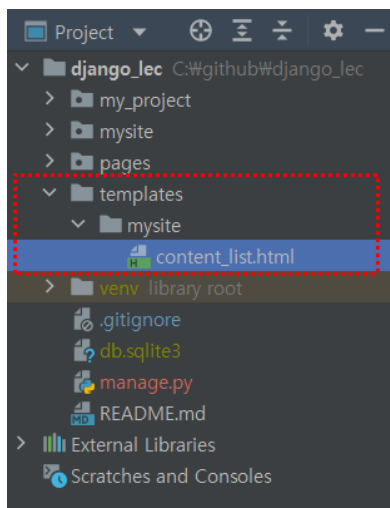 Project
django_lec C:₩github₩django_lec
my_project
mysite
pages
templates
mysite
content_list.html
venv library root
.gitignore
db.sqlite3
manage.py
README.md
External Libraries
Scratches and Consoles